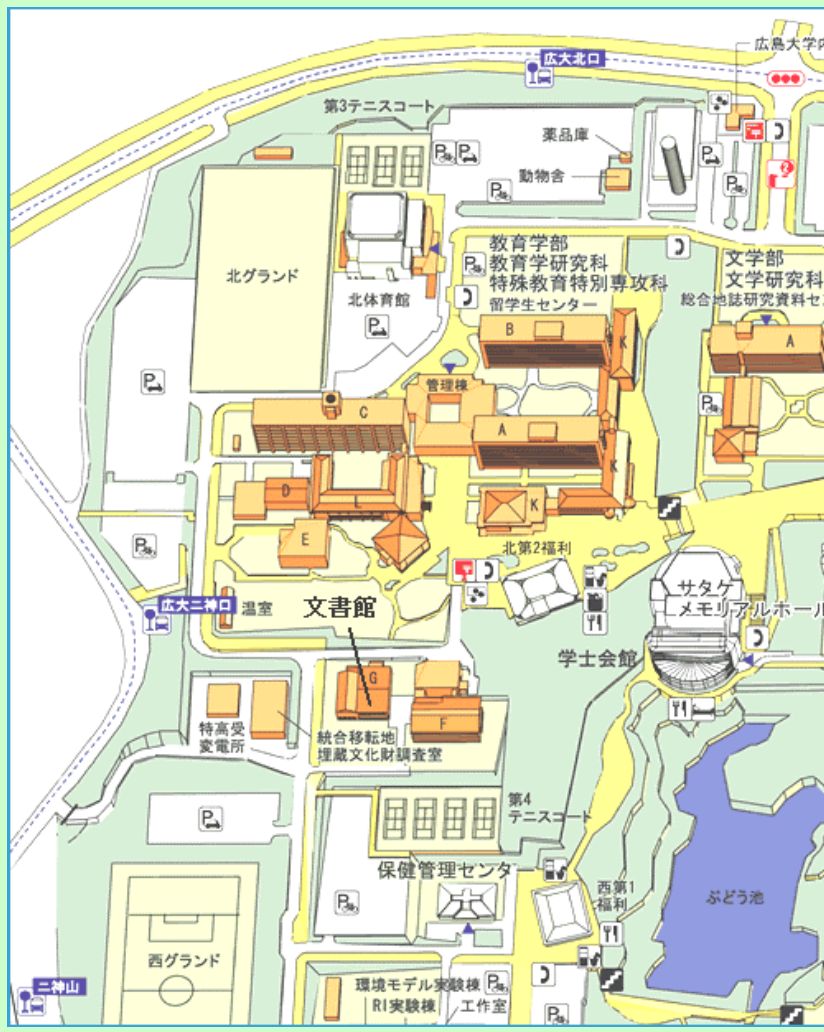 広島大学内
広大北口
第3テニスコート
薬品庫
動物舎
教育学部
教育学研究科
特殊教育特別専攻科
留学生センター
文学部
文学研究科
総合地誌研究資料セ
北グランド
北体育館
B
K
A
管理棟
C
A
K
D
L
K
E
北第2福利
サタケ
メモリアルホール
広大二神口
温室
文書館
学士会館
G
F
特高受
変電所
統合移転地
埋蔵文化財調査室
第4
テニスコート
保健管理センター
西第1
福利
ぶどう池
西グランド
二神山
環境モデル実験棟
RI実験棟
工作室